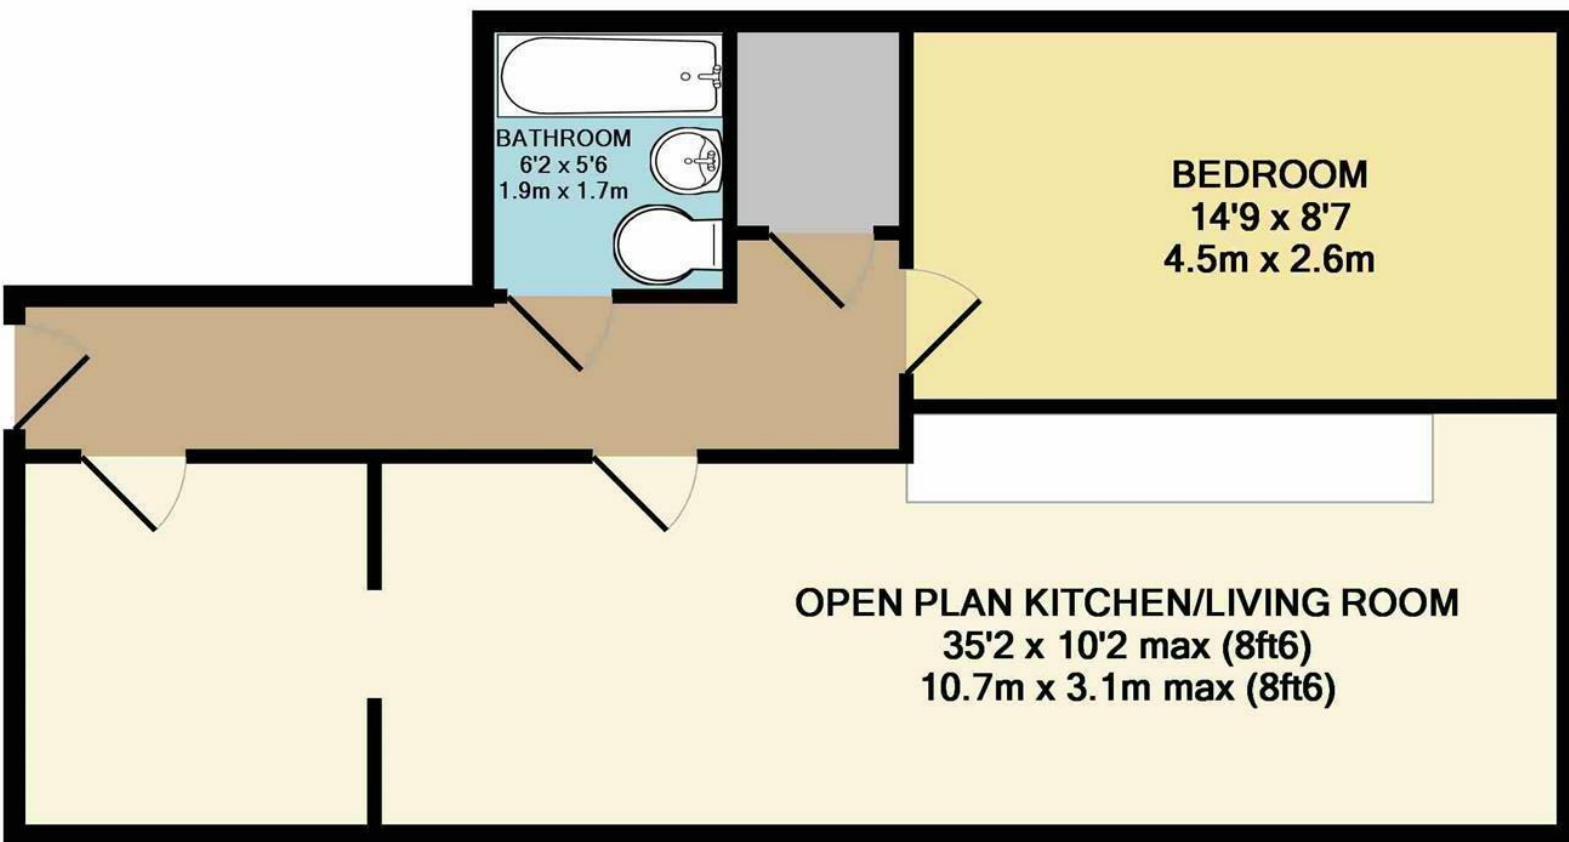 BATHROOM
6'2 x 5'6
1.9m x 1.7m
BEDROOM
14'9 x 8'7
4.5m x 2.6m
OPEN PLAN KITCHEN/LIVING ROOM
35'2 x 10'2 max (8ft6)
10.7m x 3.1m max (8ft6)